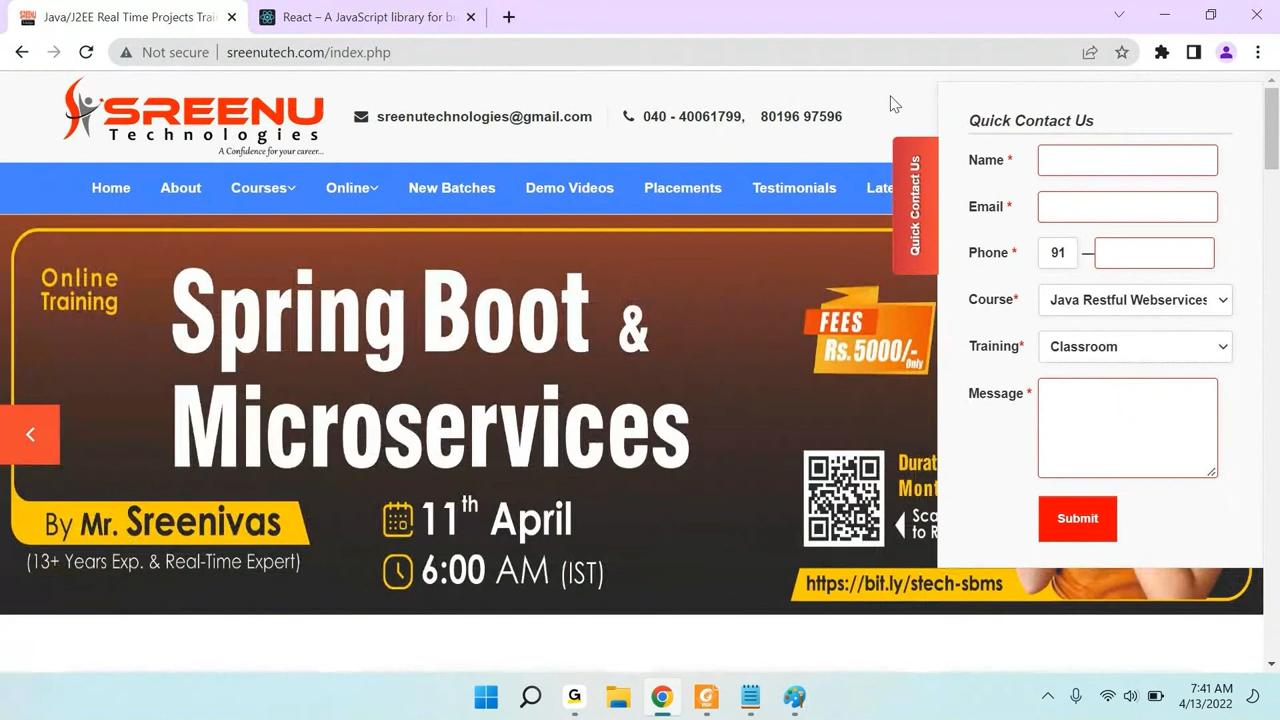 Java/J2EE Real Time Projects Trai
React – A JavaScript library for b
Not secure
sreenutech.com/index.php
SREENU
Technologies
A Confidence for your career...
sreenutechnologies@gmail.com
040 - 40061799, 80196 97596
Home About Courses Online New Batches Demo Videos Placements Testimonials Late
Quick Contact Us
Quick Contact Us
Name *
Email *
Phone * 91 —
Course* Java Restful Webservices
Training* Classroom
Message *
Submit
Online
Training
Spring Boot &
Microservices
FEES
Rs.5000/-
Only
By Mr. Sreenivas
(13+ Years Exp. & Real-Time Expert)
11th April
6:00 AM (IST)
Durat
Mont
Sca
to R
https://bit.ly/stech-sbms
7:41 AM
4/13/2022